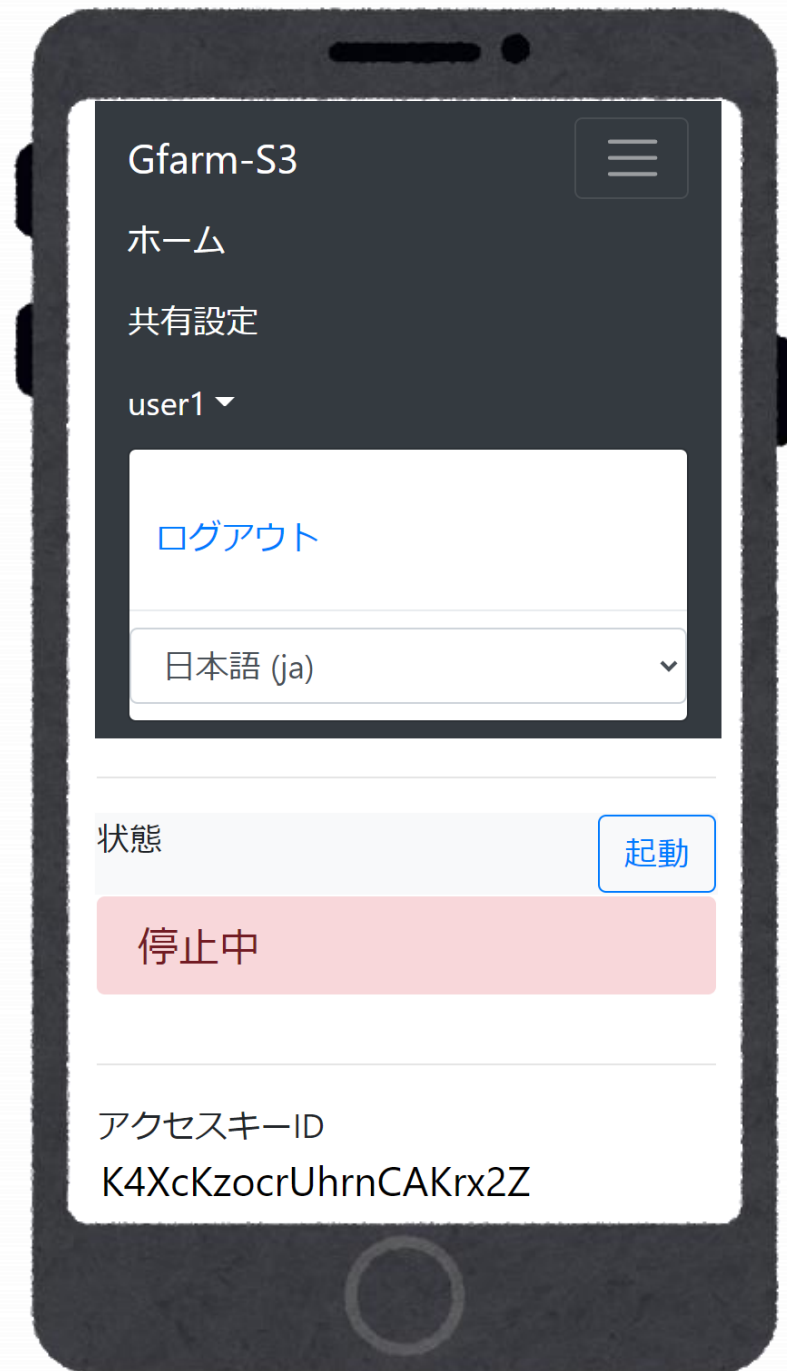 Gfarm-S3
ホーム
共有設定
user1
ログアウト
日本語 (ja)
状態
起動
停止中
アクセスキーID
K4XcKzocrUhrnCAKrx2Z